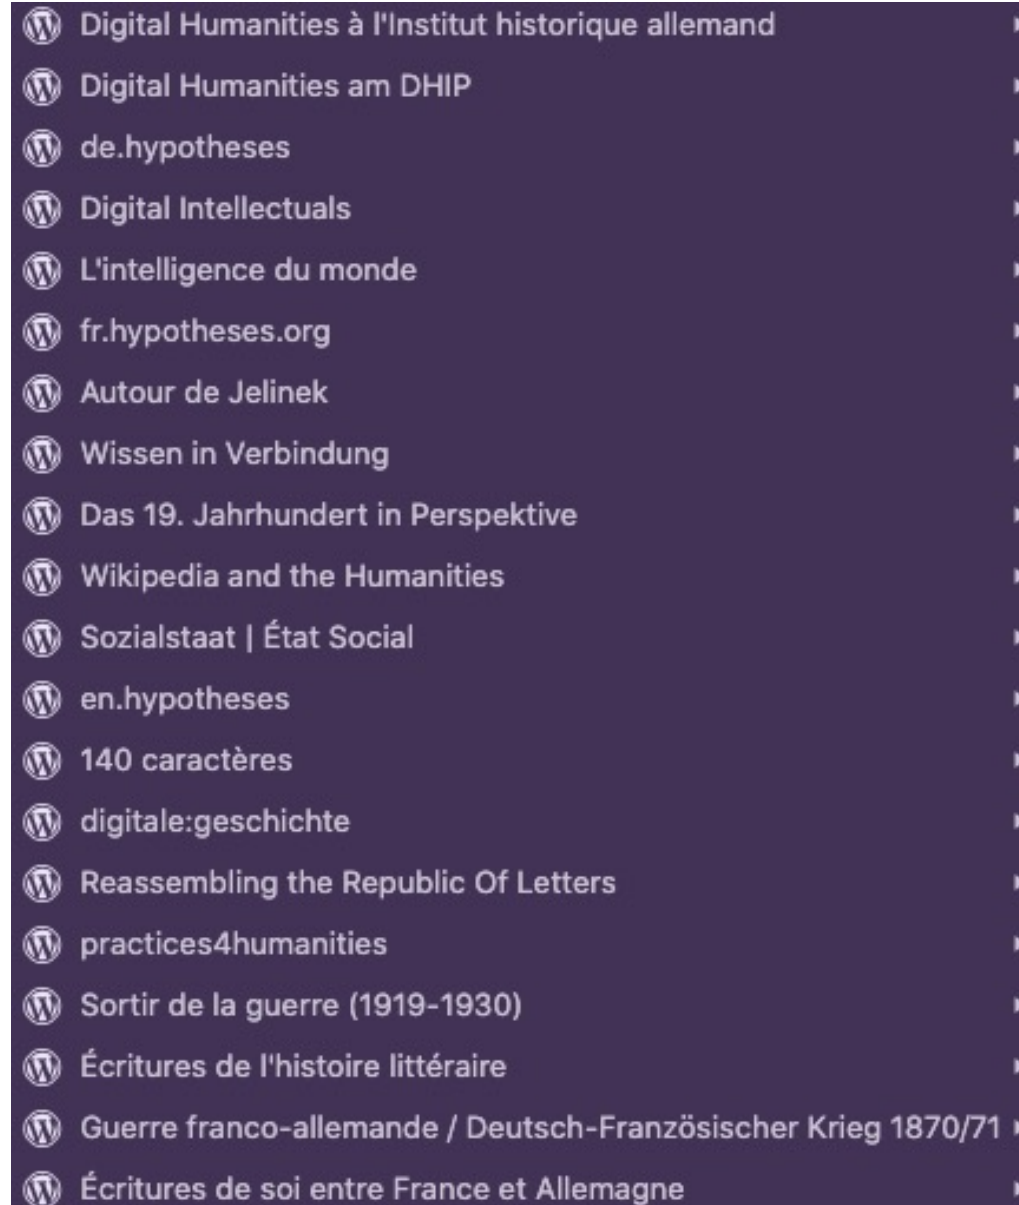 Digital Humanities à l'Institut historique allemand
Digital Humanities am DHIP
de.hypotheses
Digital Intellectuals
L'intelligence du monde
fr.hypotheses.org
Autour de Jelinek
Wissen in Verbindung
Das 19. Jahrhundert in Perspektive
Wikipedia and the Humanities
Sozialstaat | État Social
en.hypotheses
140 caractères
digitale:geschichte
Reassembling the Republic Of Letters
practices4humanities
Sortir de la guerre (1919-1930)
Écritures de l'histoire littéraire
Guerre franco-allemande / Deutsch-Französischer Krieg 1870/71
Écritures de soi entre France et Allemagne